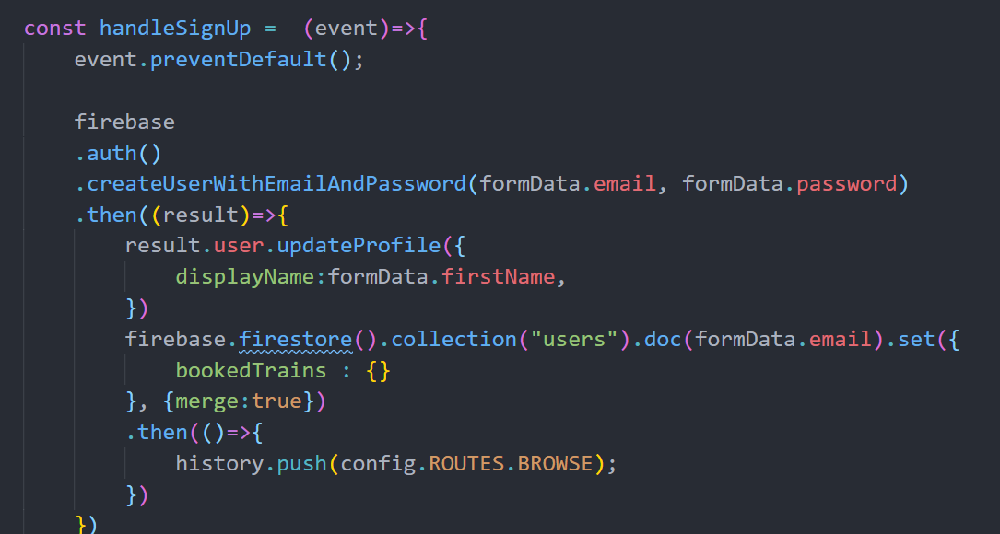 const handleSignUp =  (event)=>{
    event.preventDefault();

    firebase
    .auth()
    .createUserWithEmailAndPassword(formData.email, formData.password)
    .then((result)=>{
        result.user.updateProfile({
            displayName:formData.firstName,
        })
        firebase.firestore().collection("users").doc(formData.email).set({
            bookedTrains : {}
        }, {merge:true})
        .then(()=>{
            history.push(config.ROUTES.BROWSE);
        })
    })